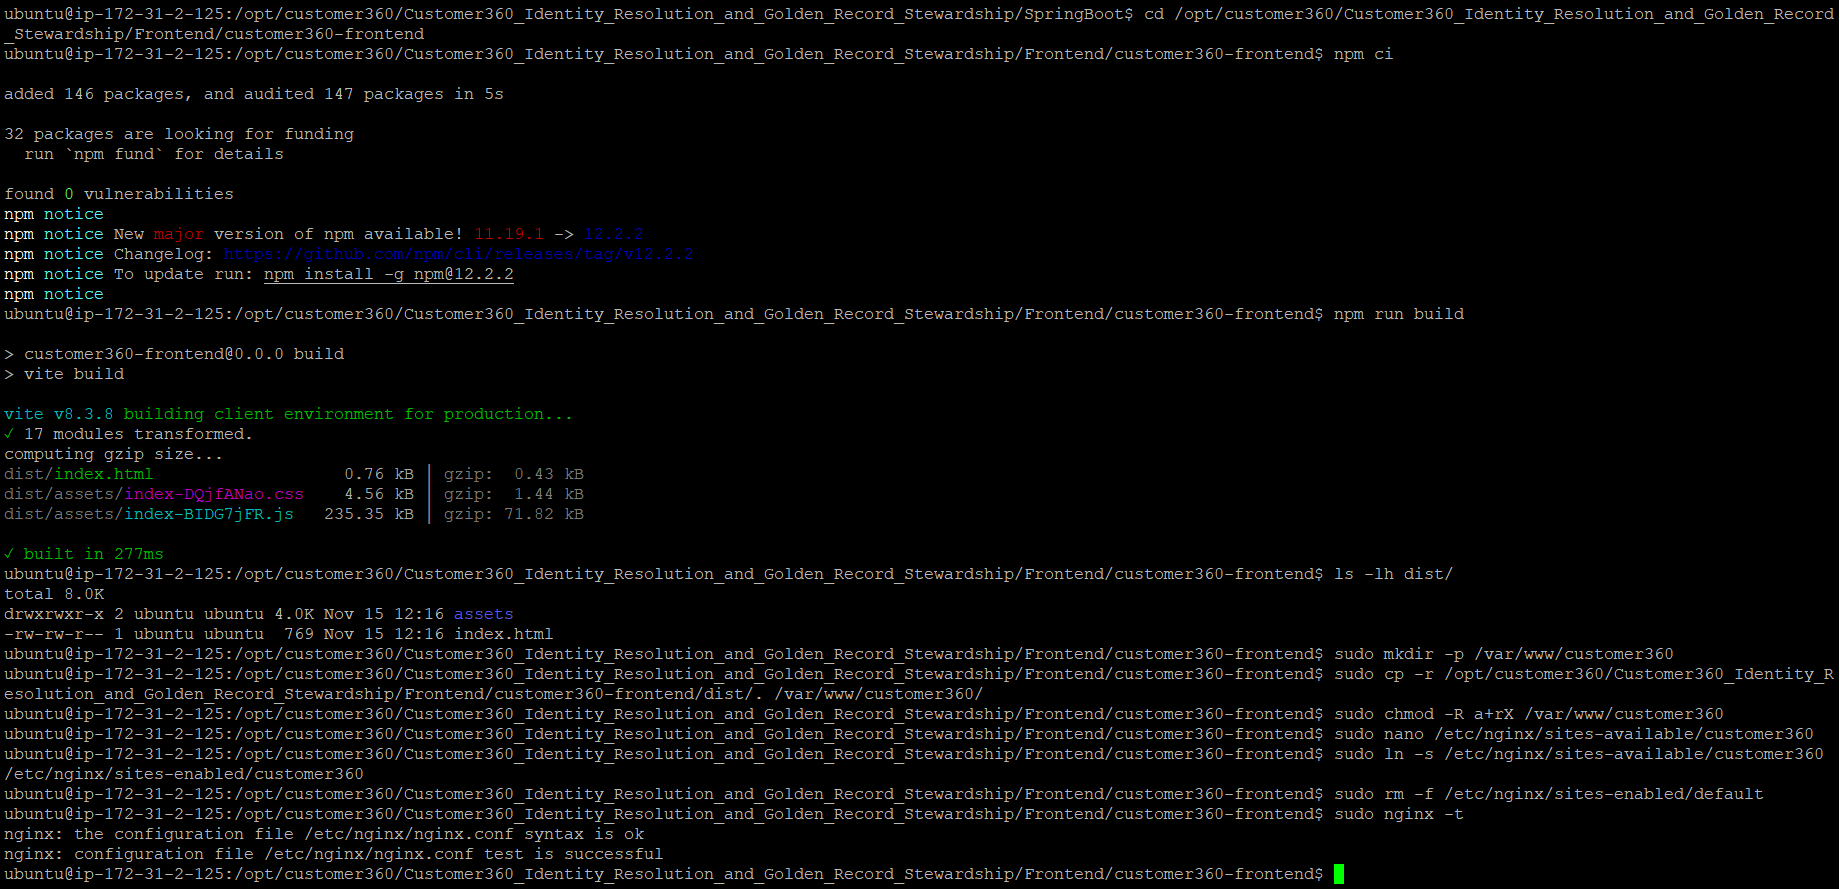 ubuntu@ip-172-31-2-125:/opt/customer360/Customer360_Identity_Resolution_and_Golden_Record_Stewardship/SpringBoot$ cd /opt/customer360/Customer360_Identity_Resolution_and_Golden_Record
_Stewardship/Frontend/customer360-frontend
ubuntu@ip-172-31-2-125:/opt/customer360/Customer360_Identity_Resolution_and_Golden_Record_Stewardship/Frontend/customer360-frontend$ npm ci
added 146 packages, and audited 147 packages in 5s
32 packages are looking for funding
  run `npm fund` for details
found 0 vulnerabilities
npm notice
npm notice New major version of npm available! 11.19.1 -> 12.2.2
npm notice Changelog: https://github.com/npm/cli/releases/tag/v12.2.2
npm notice To update run: npm install -g npm@12.2.2
npm notice
ubuntu@ip-172-31-2-125:/opt/customer360/Customer360_Identity_Resolution_and_Golden_Record_Stewardship/Frontend/customer360-frontend$ npm run build
> customer360-frontend@0.0.0 build
> vite build
vite v8.3.8 building client environment for production...
✓ 17 modules transformed.
computing gzip size...
dist/index.html                   0.76 kB │ gzip:  0.43 kB
dist/assets/index-DQjfANao.css    4.56 kB │ gzip:  1.44 kB
dist/assets/index-BIDG7jFR.js   235.35 kB │ gzip: 71.82 kB
✓ built in 277ms
ubuntu@ip-172-31-2-125:/opt/customer360/Customer360_Identity_Resolution_and_Golden_Record_Stewardship/Frontend/customer360-frontend$ ls -lh dist/
total 8.0K
drwxrwxr-x 2 ubuntu ubuntu 4.0K Nov 15 12:16 assets
-rw-rw-r-- 1 ubuntu ubuntu  769 Nov 15 12:16 index.html
ubuntu@ip-172-31-2-125:/opt/customer360/Customer360_Identity_Resolution_and_Golden_Record_Stewardship/Frontend/customer360-frontend$ sudo mkdir -p /var/www/customer360
ubuntu@ip-172-31-2-125:/opt/customer360/Customer360_Identity_Resolution_and_Golden_Record_Stewardship/Frontend/customer360-frontend$ sudo cp -r /opt/customer360/Customer360_Identity_R
esolution_and_Golden_Record_Stewardship/Frontend/customer360-frontend/dist/. /var/www/customer360/
ubuntu@ip-172-31-2-125:/opt/customer360/Customer360_Identity_Resolution_and_Golden_Record_Stewardship/Frontend/customer360-frontend$ sudo chmod -R a+rX /var/www/customer360
ubuntu@ip-172-31-2-125:/opt/customer360/Customer360_Identity_Resolution_and_Golden_Record_Stewardship/Frontend/customer360-frontend$ sudo nano /etc/nginx/sites-available/customer360
ubuntu@ip-172-31-2-125:/opt/customer360/Customer360_Identity_Resolution_and_Golden_Record_Stewardship/Frontend/customer360-frontend$ sudo ln -s /etc/nginx/sites-available/customer360
/etc/nginx/sites-enabled/customer360
ubuntu@ip-172-31-2-125:/opt/customer360/Customer360_Identity_Resolution_and_Golden_Record_Stewardship/Frontend/customer360-frontend$ sudo rm -f /etc/nginx/sites-enabled/default
ubuntu@ip-172-31-2-125:/opt/customer360/Customer360_Identity_Resolution_and_Golden_Record_Stewardship/Frontend/customer360-frontend$ sudo nginx -t
nginx: the configuration file /etc/nginx/nginx.conf syntax is ok
nginx: configuration file /etc/nginx/nginx.conf test is successful
ubuntu@ip-172-31-2-125:/opt/customer360/Customer360_Identity_Resolution_and_Golden_Record_Stewardship/Frontend/customer360-frontend$